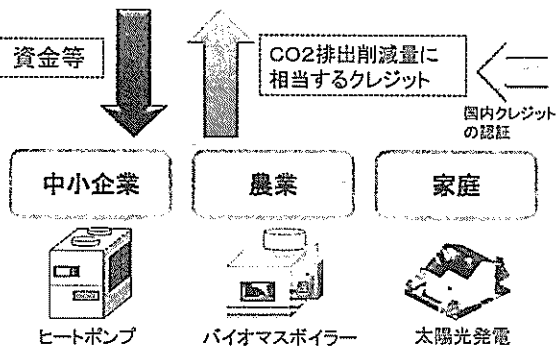 資金等
CO2排出削減量に
相当するクレジット
国内クレジット
の認証
中小企業
農業
家庭
ヒートポンプ
バイオマスボイラー
太陽光発電